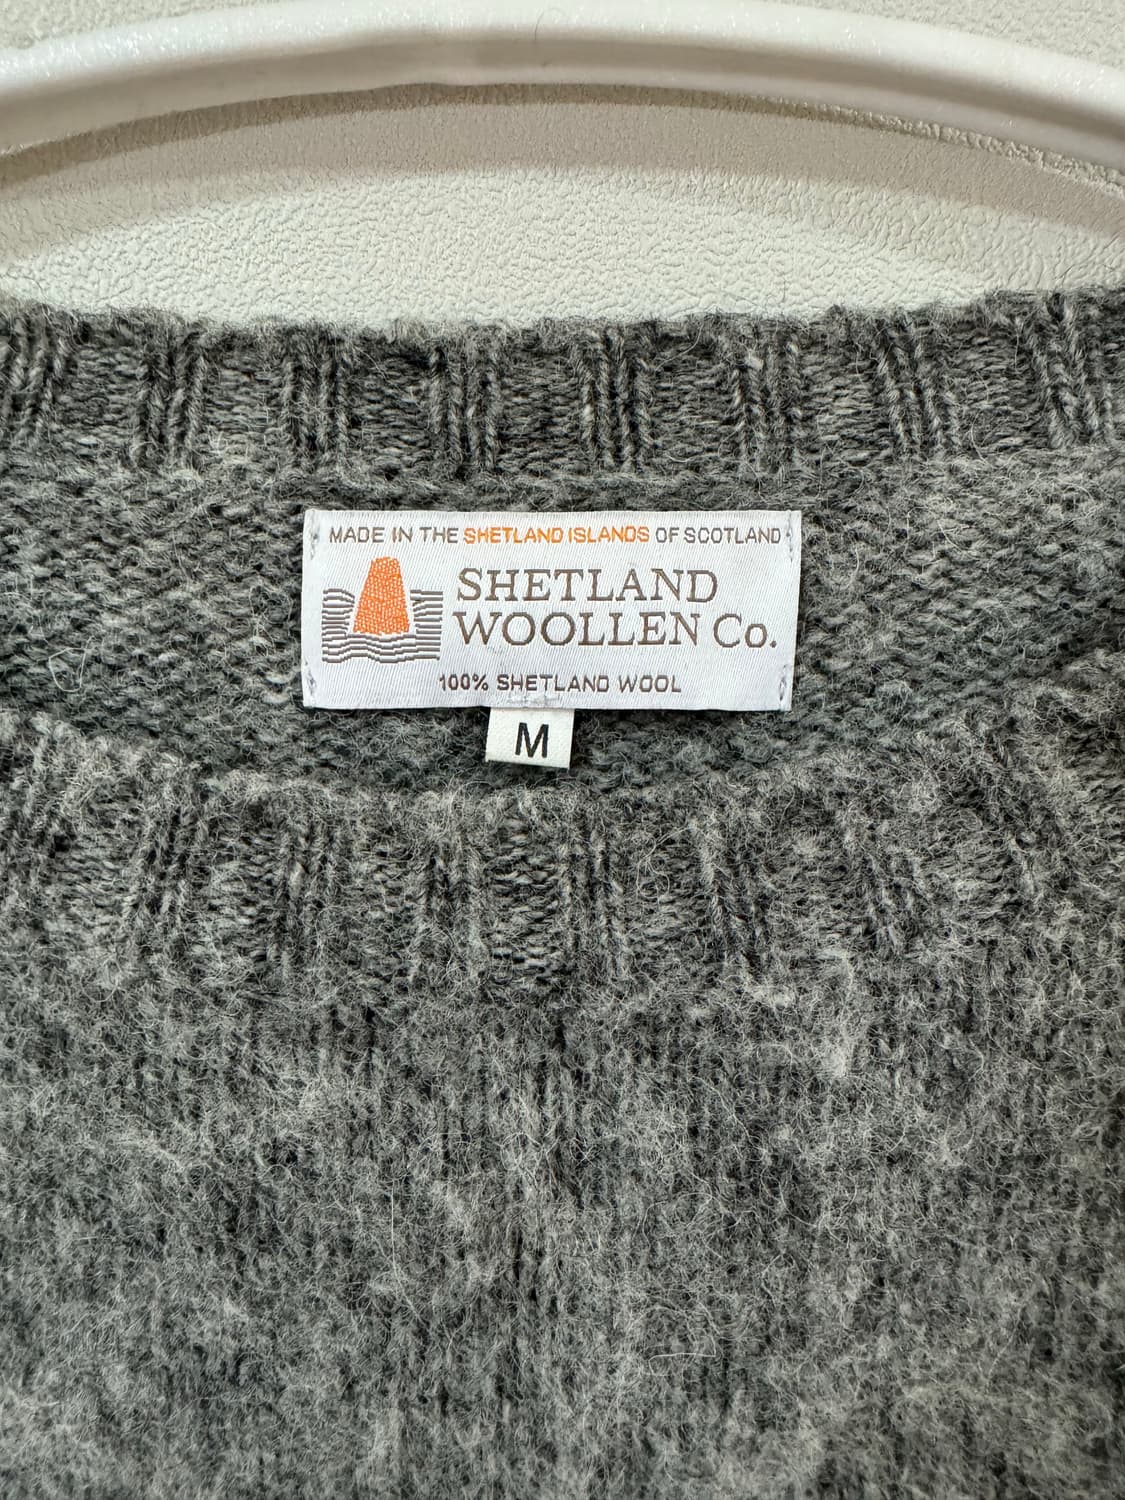 MADE IN THE SHETLAND ISLANDS OF SCOTLAND
SHETLAND
WOOLLEN Co.
100% SHETLAND WOOL
M